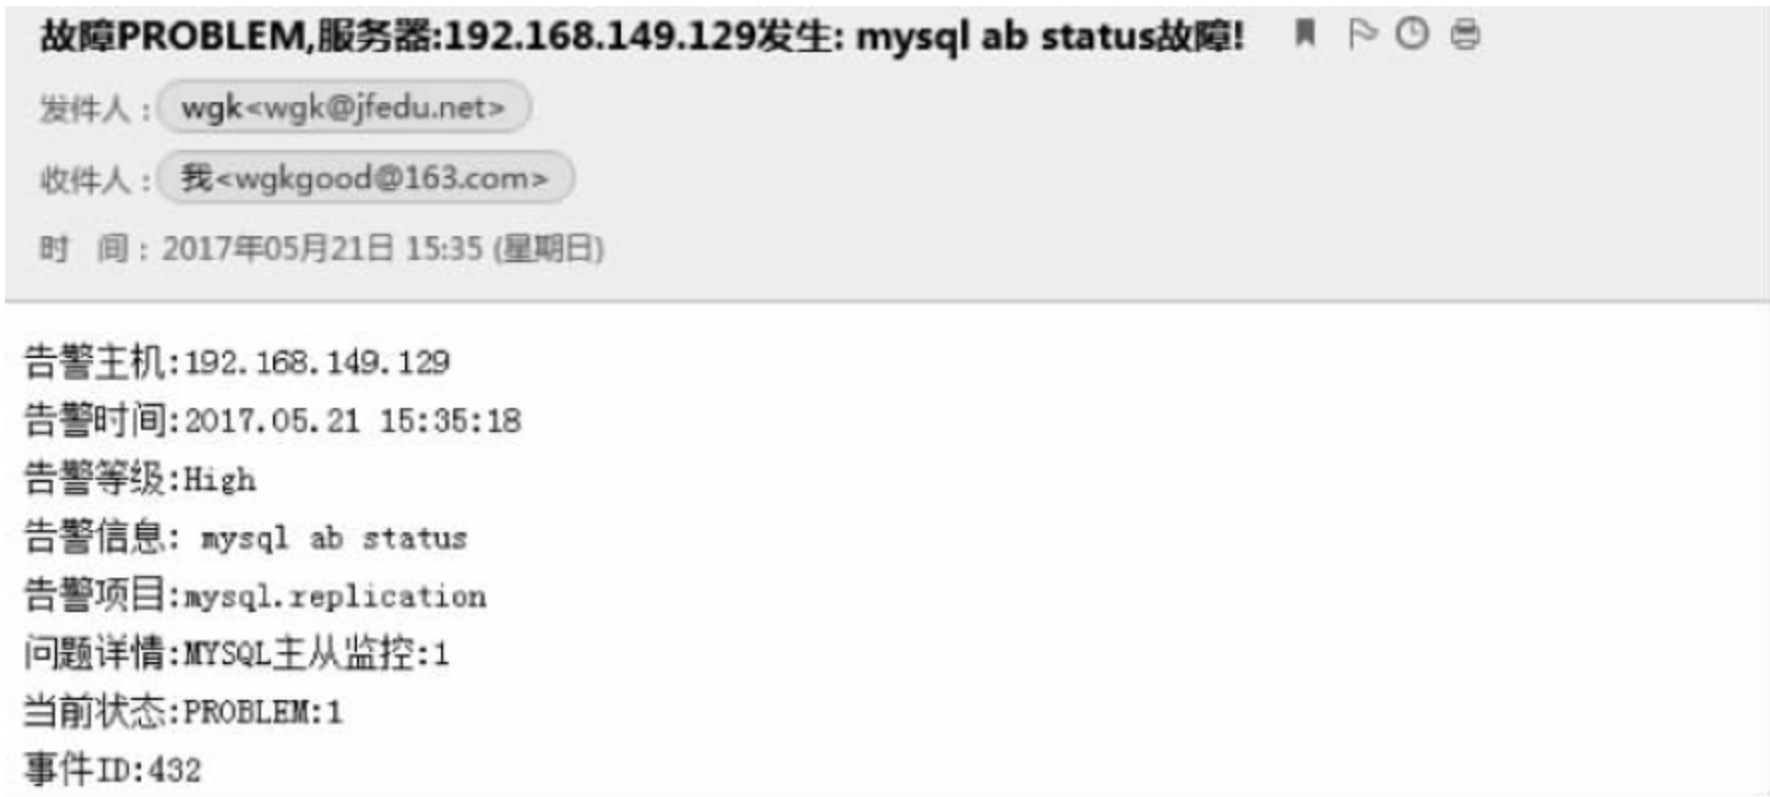 故障PROBLEM,服务器:192.168.149.129发生: mysql ab status故障!
发件人：wgk<wgk@jfedu.net>
收件人：我<wgkgood@163.com>
时 间：2017年05月21日 15:35 (星期日)
告警主机:192.168.149.129
告警时间:2017.05.21 15:35:18
告警等级:High
告警信息: mysql ab status
告警项目:mysql.replication
问题详情:MYSQL主从监控:1
当前状态:PROBLEM:1
事件ID:432